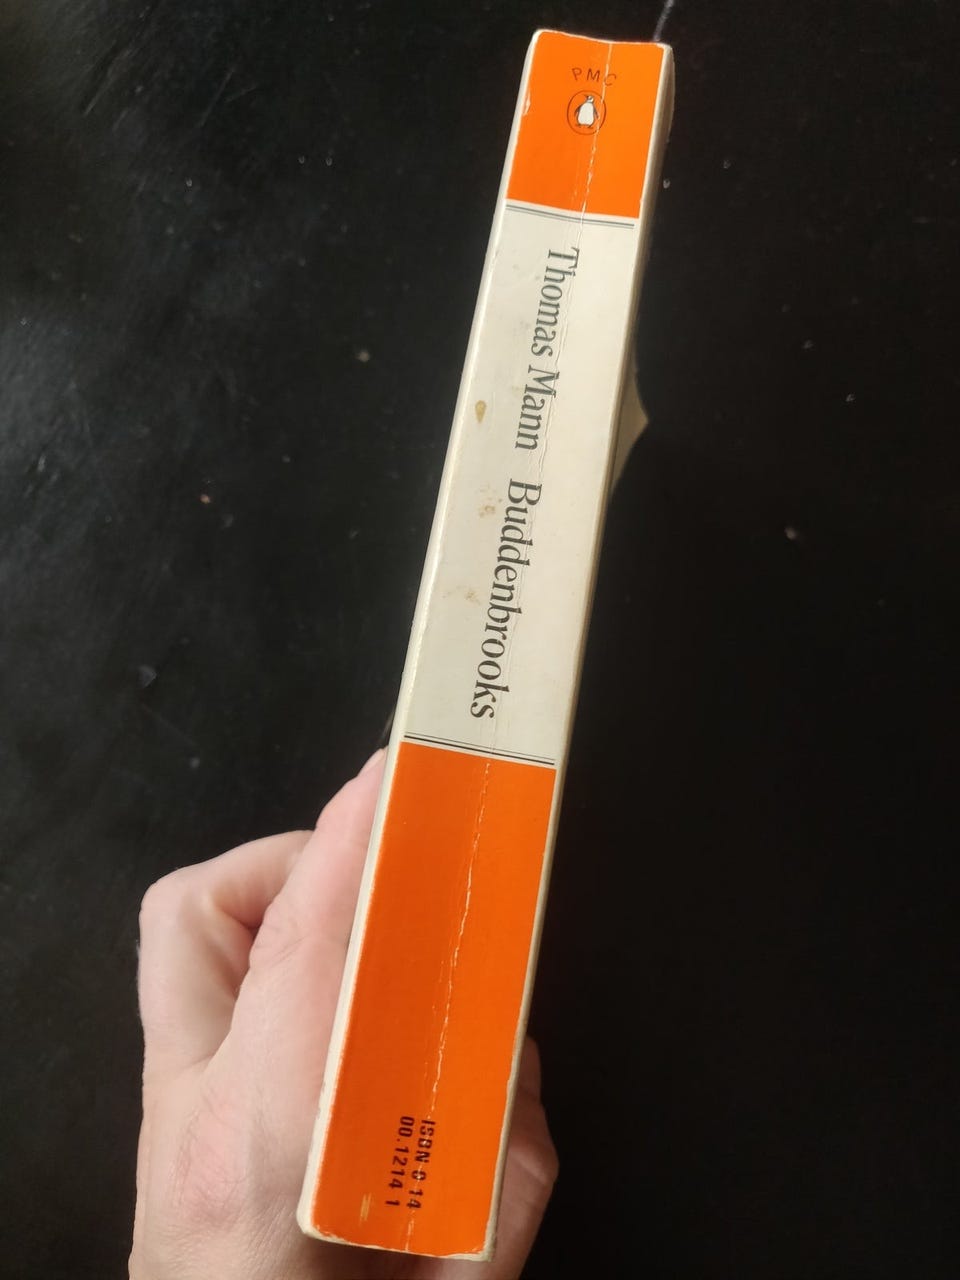 PMC
Thomas Mann Buddenbrooks
ISBN 0 14
00.1214 1